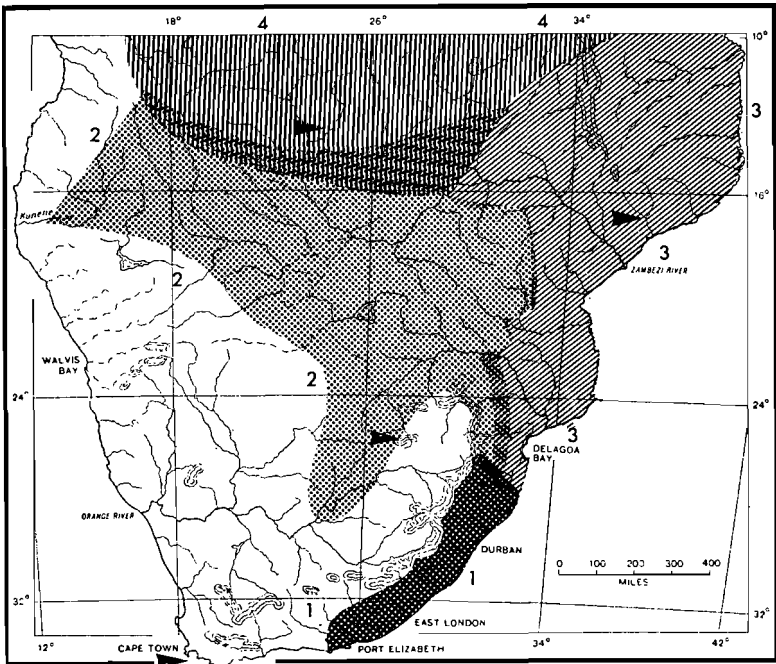 18° 4 26° 4 34°
10°
2 3
16°
Kunene
3
ZAMBEZI RIVER
2
WALVIS
BAY
2
24° 24°
3
DELAGOA
BAY
ORANGE RIVER
DURBAN
0 100 200 300 400
MILES
1
32° 1 32°
EAST LONDON
12° 34° 42°
CAPE TOWN PORT ELIZABETH